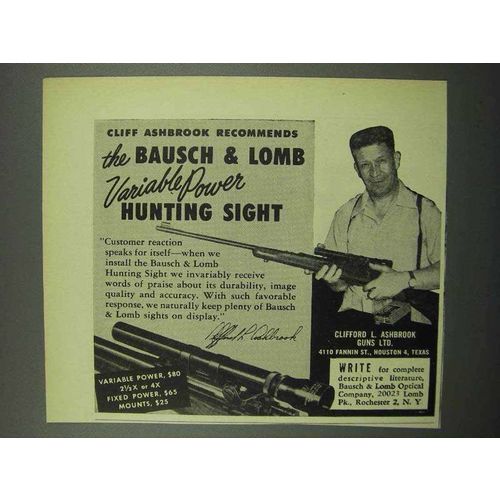 CLIFF ASHBROOK RECOMMENDS
the BAUSCH & LOMB
Variable Power
HUNTING SIGHT
"Customer reaction
speaks for itself—when we
install the Bausch & Lomb
Hunting Sight we invariably receive
words of praise about its durability, image
quality and accuracy. With such favorable
response, we naturally keep plenty of Bausch
& Lomb sights on display."
Clifford L. Ashbrook
VARIABLE POWER, $80
2½X or 4X
FIXED POWER, $65
MOUNTS, $25
CLIFFORD L. ASHBROOK
GUNS LTD.
4110 FANNIN ST., HOUSTON 4, TEXAS
WRITE for complete
descriptive literature,
Bausch & Lomb Optical
Company, 20023 Lomb
Pk., Rochester 2, N. Y